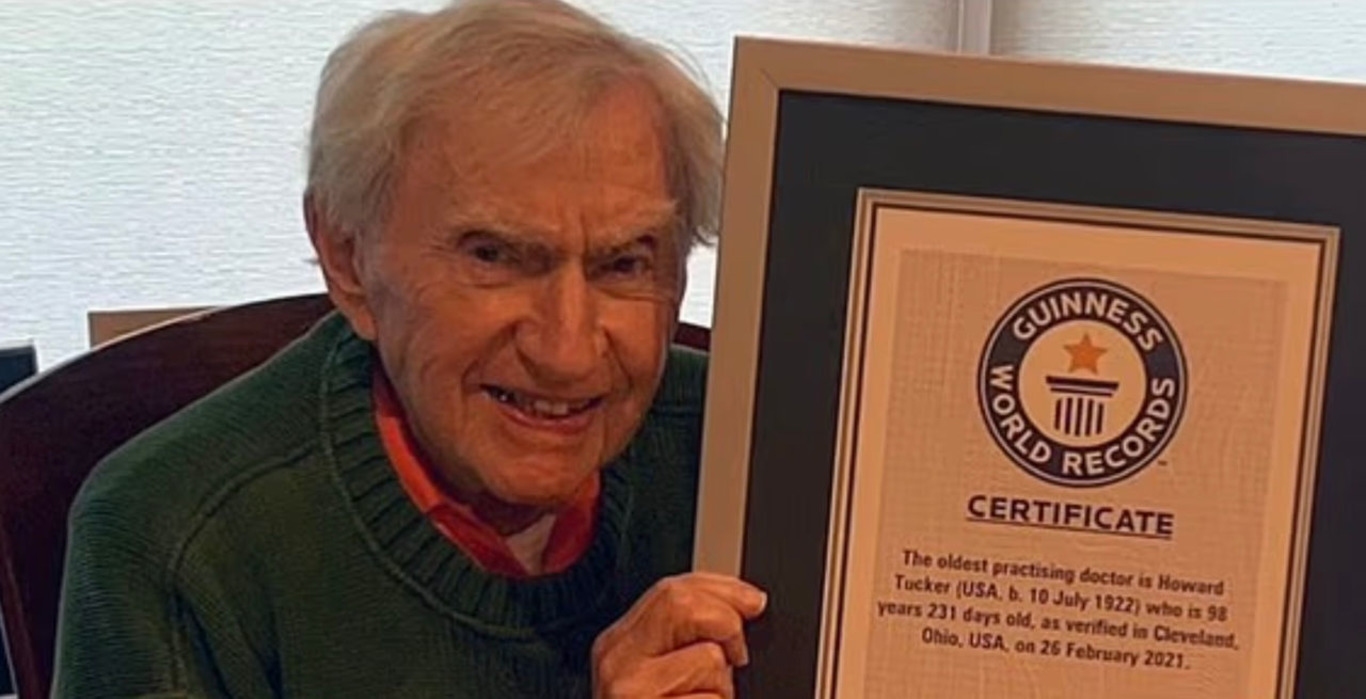 GUINNESS
WORLD RECORDS
CERTIFICATE
The oldest practising doctor is Howard
Tucker (USA, b. 10 July 1922) who is 98
years 231 days old, as verified in Cleveland,
Ohio, USA, on 26 February 2021.